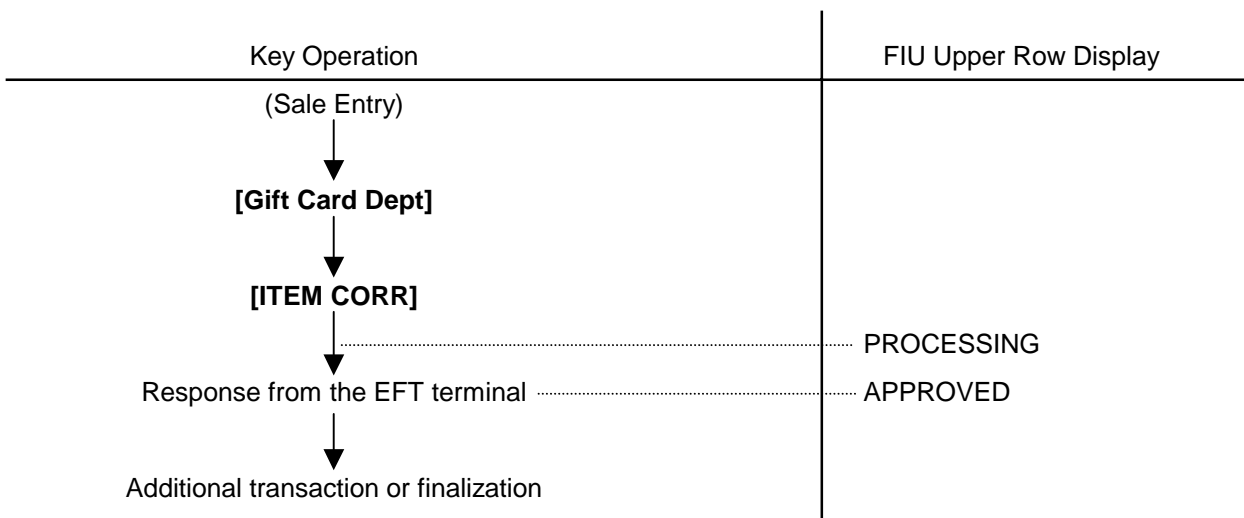 Key Operation
FIU Upper Row Display
(Sale Entry)
[Gift Card Dept]
[ITEM CORR]
PROCESSING
Response from the EFT terminal
APPROVED
Additional transaction or finalization